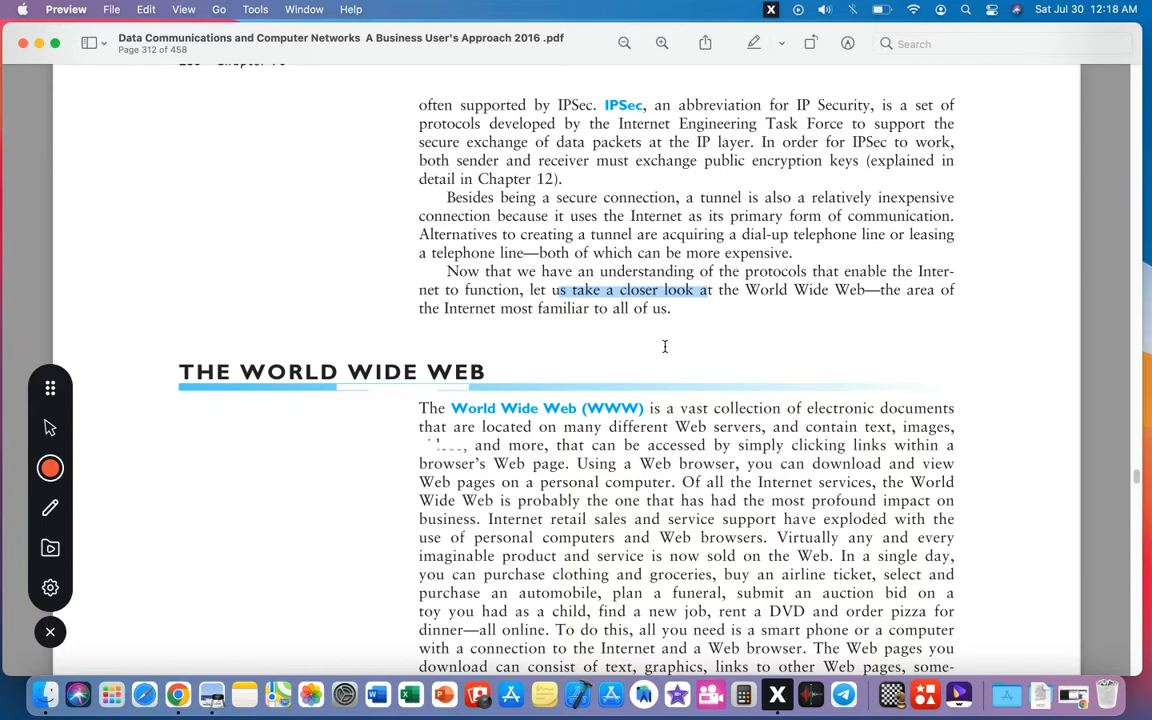 Preview File Edit View Go Tools Window Help X Sat Jul 30 12:18 AM
Data Communications and Computer Networks A Business User's Approach 2016 .pdf
Page 312 of 458
Search
often supported by IPSec. IPSec, an abbreviation for IP Security, is a set of
protocols developed by the Internet Engineering Task Force to support the
secure exchange of data packets at the IP layer. In order for IPSec to work,
both sender and receiver must exchange public encryption keys (explained in
detail in Chapter 12).
Besides being a secure connection, a tunnel is also a relatively inexpensive
connection because it uses the Internet as its primary form of communication.
Alternatives to creating a tunnel are acquiring a dial-up telephone line or leasing
a telephone line—both of which can be more expensive.
Now that we have an understanding of the protocols that enable the Inter-
net to function, let us take a closer look at the World Wide Web—the area of
the Internet most familiar to all of us.
THE WORLD WIDE WEB
The World Wide Web (WWW) is a vast collection of electronic documents
that are located on many different Web servers, and contain text, images,
and more, that can be accessed by simply clicking links within a
browser's Web page. Using a Web browser, you can download and view
Web pages on a personal computer. Of all the Internet services, the World
Wide Web is probably the one that has had the most profound impact on
business. Internet retail sales and service support have exploded with the
use of personal computers and Web browsers. Virtually any and every
imaginable product and service is now sold on the Web. In a single day,
you can purchase clothing and groceries, buy an airline ticket, select and
purchase an automobile, plan a funeral, submit an auction bid on a
toy you had as a child, find a new job, rent a DVD and order pizza for
dinner—all online. To do this, all you need is a smart phone or a computer
with a connection to the Internet and a Web browser. The Web pages you
download can consist of text, graphics, links to other Web pages, some-